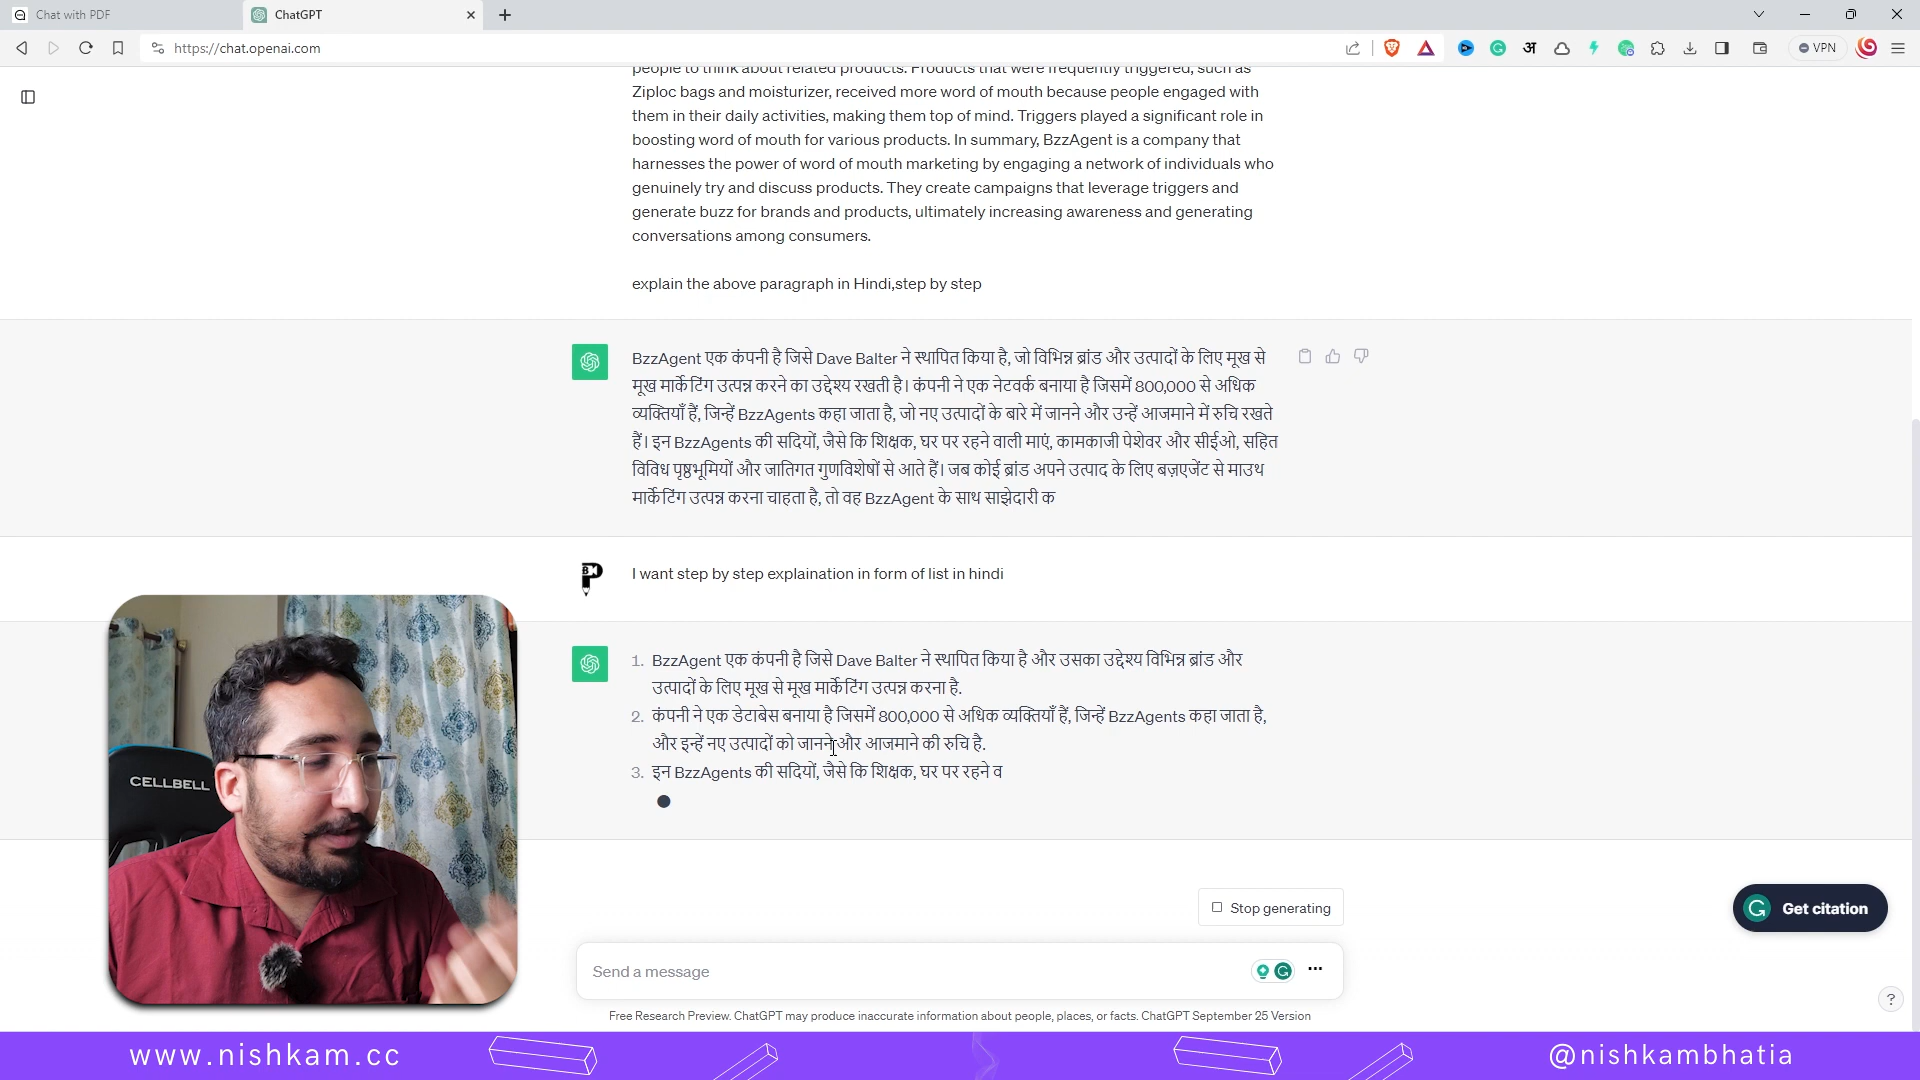 Chat with PDF
ChatGPT
https://chat.openai.com
VPN
people to think about related products. Products that were frequently triggered, such as
Ziploc bags and moisturizer, received more word of mouth because people engaged with
them in their daily activities, making them top of mind. Triggers played a significant role in
boosting word of mouth for various products. In summary, BzzAgent is a company that
harnesses the power of word of mouth marketing by engaging a network of individuals who
genuinely try and discuss products. They create campaigns that leverage triggers and
generate buzz for brands and products, ultimately increasing awareness and generating
conversations among consumers.
explain the above paragraph in Hindi,step by step
BzzAgent एक कंपनी है जिसे Dave Balter ने स्थापित किया है, जो विभिन्न ब्रांड और उत्पादों के लिए मूख से
मूख मार्केटिंग उत्पन्न करने का उद्देश्य रखती है। कंपनी ने एक नेटवर्क बनाया है जिसमें 800,000 से अधिक
व्यक्तियाँ हैं, जिन्हें BzzAgents कहा जाता है, जो नए उत्पादों के बारे में जानने और उन्हें आजमाने में रुचि रखते
हैं। इन BzzAgents की सदियों, जैसे कि शिक्षक, घर पर रहने वाली माएं, कामकाजी पेशेवर और सीईओ, सहित
विविध पृष्ठभूमियों और जातिगत गुणविशेषों से आते हैं। जब कोई ब्रांड अपने उत्पाद के लिए बज़एजेंट से माउथ
मार्केटिंग उत्पन्न करना चाहता है, तो वह BzzAgent के साथ साझेदारी क
I want step by step explaination in form of list in hindi
1. BzzAgent एक कंपनी है जिसे Dave Balter ने स्थापित किया है और उसका उद्देश्य विभिन्न ब्रांड और
उत्पादों के लिए मूख से मूख मार्केटिंग उत्पन्न करना है.
2. कंपनी ने एक डेटाबेस बनाया है जिसमें 800,000 से अधिक व्यक्तियाँ हैं, जिन्हें BzzAgents कहा जाता है,
और इन्हें नए उत्पादों को जानने और आजमाने की रुचि है.
3. इन BzzAgents की सदियों, जैसे कि शिक्षक, घर पर रहने व
CELLBELL
Stop generating
Get citation
Send a message
Free Research Preview. ChatGPT may produce inaccurate information about people, places, or facts. ChatGPT September 25 Version
www.nishkam.cc
@nishkambhatia